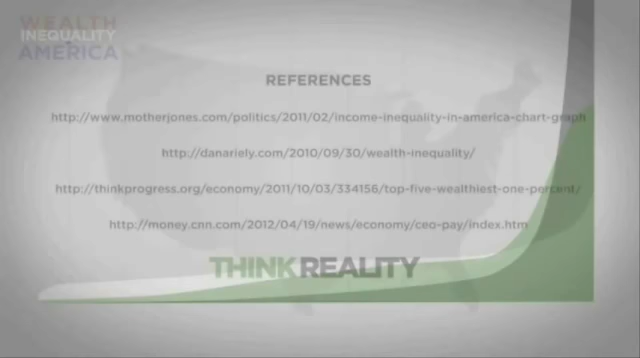 WEALTH
INEQUALITY
AMERICA
REFERENCES
http://www.motherjones.com/politics/2011/02/income-inequality-in-america-chart-graph
http://danariely.com/2010/09/30/wealth-inequality/
http://thinkprogress.org/economy/2011/10/03/334156/top-five-wealthiest-one-percent/
http://money.cnn.com/2012/04/19/news/economy/ceo-pay/index.htm
THINKREALITY